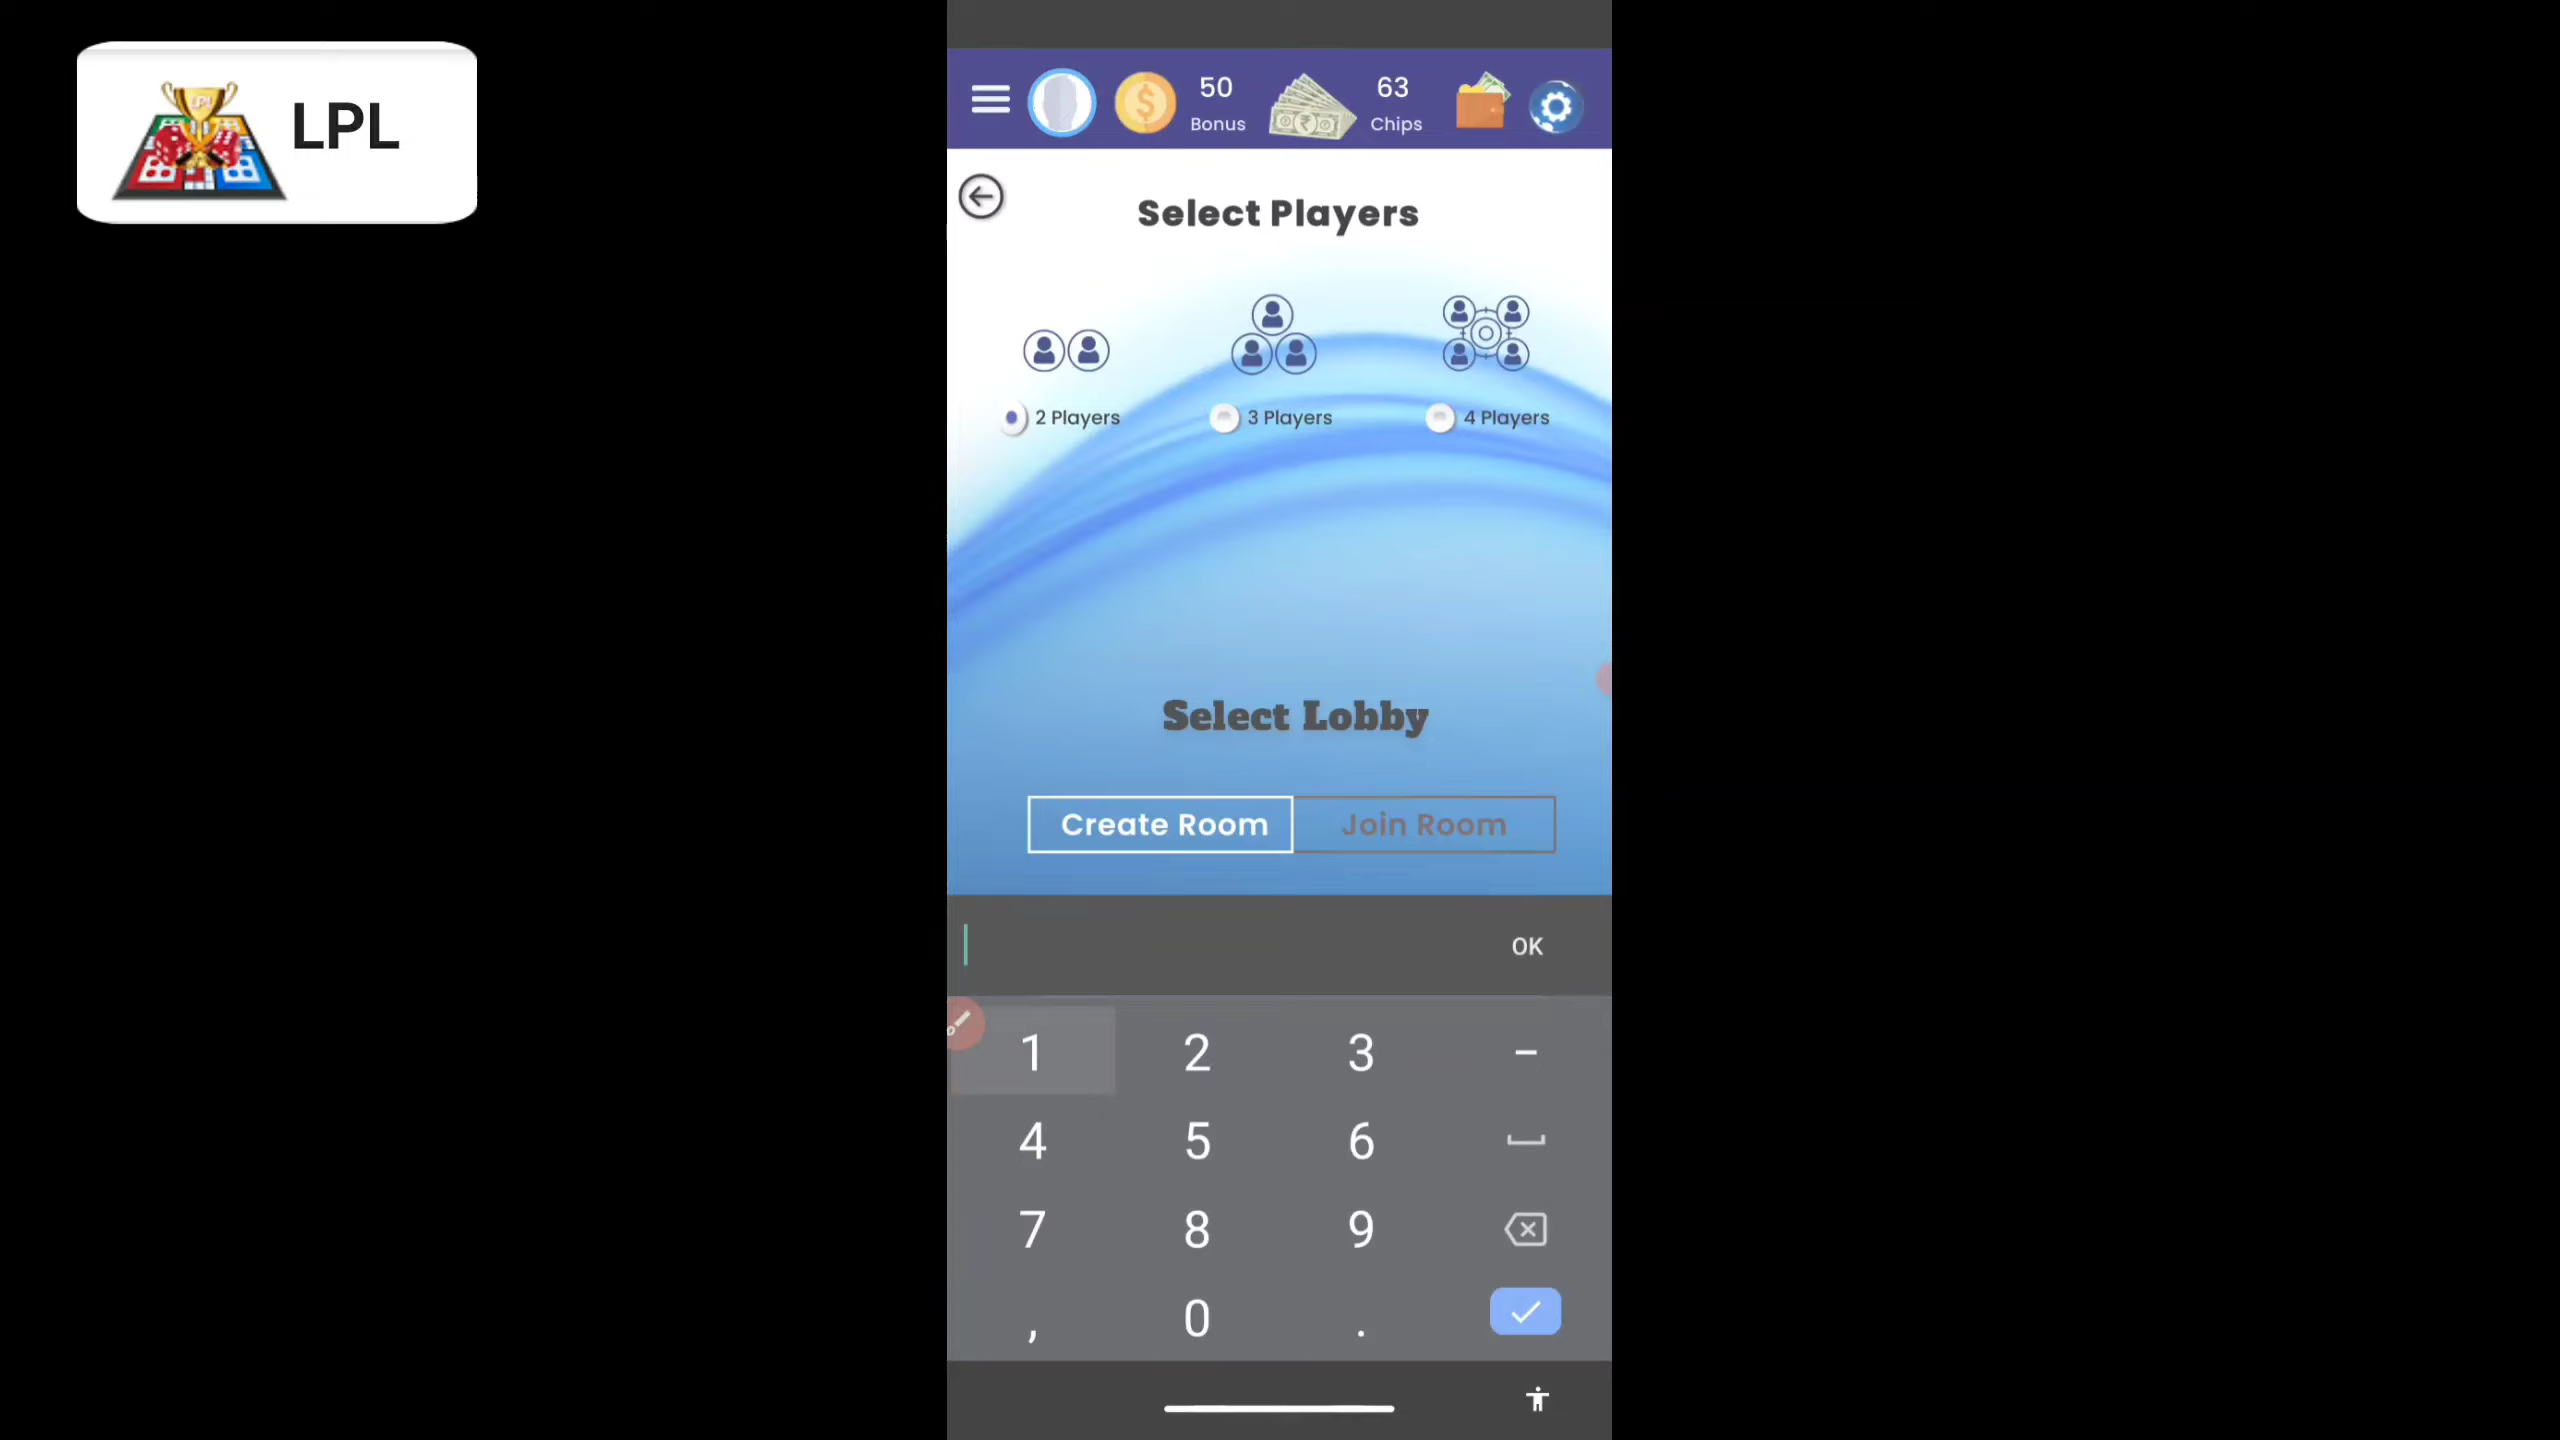 LPL
LPL
50
Bonus
63
Chips
Select Players
2 Players
3 Players
4 Players
Select Lobby
Create Room
Join Room
OK
1 2 3 -
4 5 6
7 8 9
, 0 .